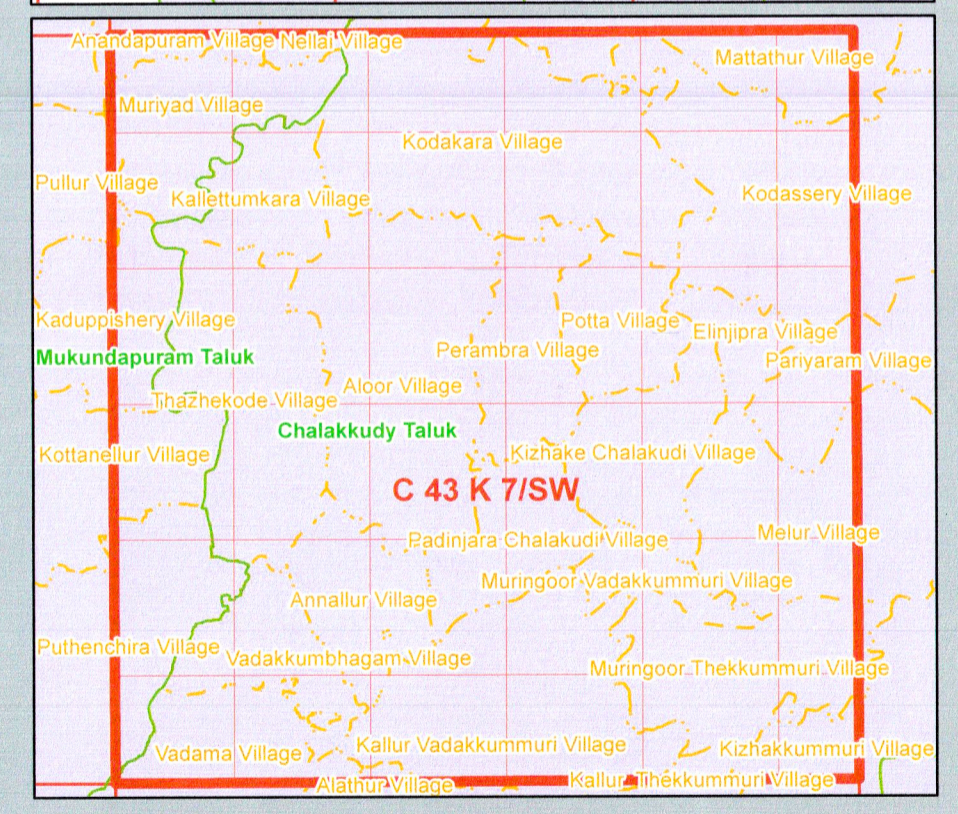 Anandapuram Village
Nellai Village
Mattathur Village
Muriyad Village
Kodakara Village
Pullur Village
Kallettumkara Village
Kodassery Village
Kaduppishery Village
Potta Village
Elinjipra Village
Mukundapuram Taluk
Perambra Village
Pariyaram Village
Thazhekode Village
Aloor Village
Chalakkudy Taluk
Kottanellur Village
Kizhake Chalakudi Village
C 43 K 7/SW
Padinjara Chalakudi Village
Melur Village
Muringoor Vadakkummuri Village
Annallur Village
Puthenchira Village
Vadakkumbhagam Village
Muringoor Thekkummuri Village
Vadama Village
Kallur Vadakkummuri Village
Kizhakkummuri Village
Alathur Village
Kallur Thekkummuri Village